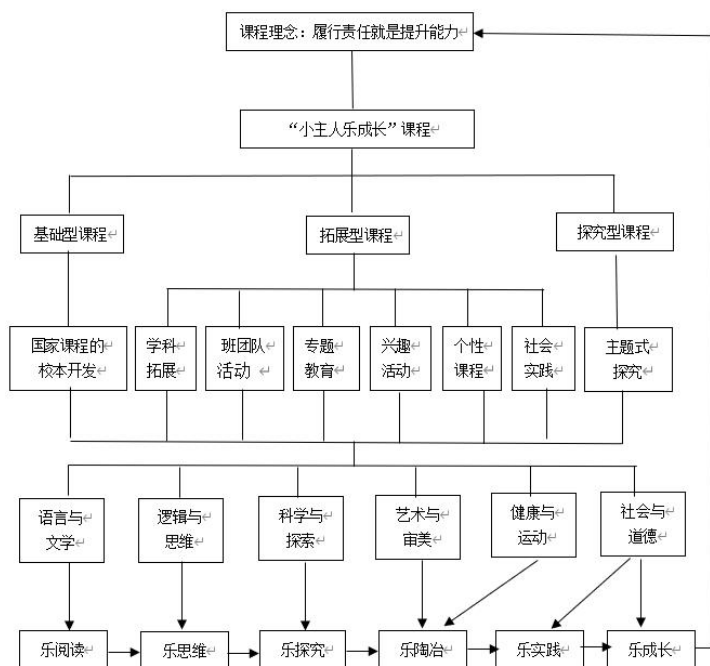 课程理念：履行责任就是提升能力
“小主人乐成长”课程
基础型课程
拓展型课程
探究型课程
国家课程的
校本开发
学科
拓展
班团队
活动
专题
教育
兴趣
活动
个性
课程
社会
实践
主题式
探究
语言与
文学
逻辑与
思维
科学与
探索
艺术与
审美
健康与
运动
社会与
道德
乐阅读
乐思维
乐探究
乐陶冶
乐实践
乐成长